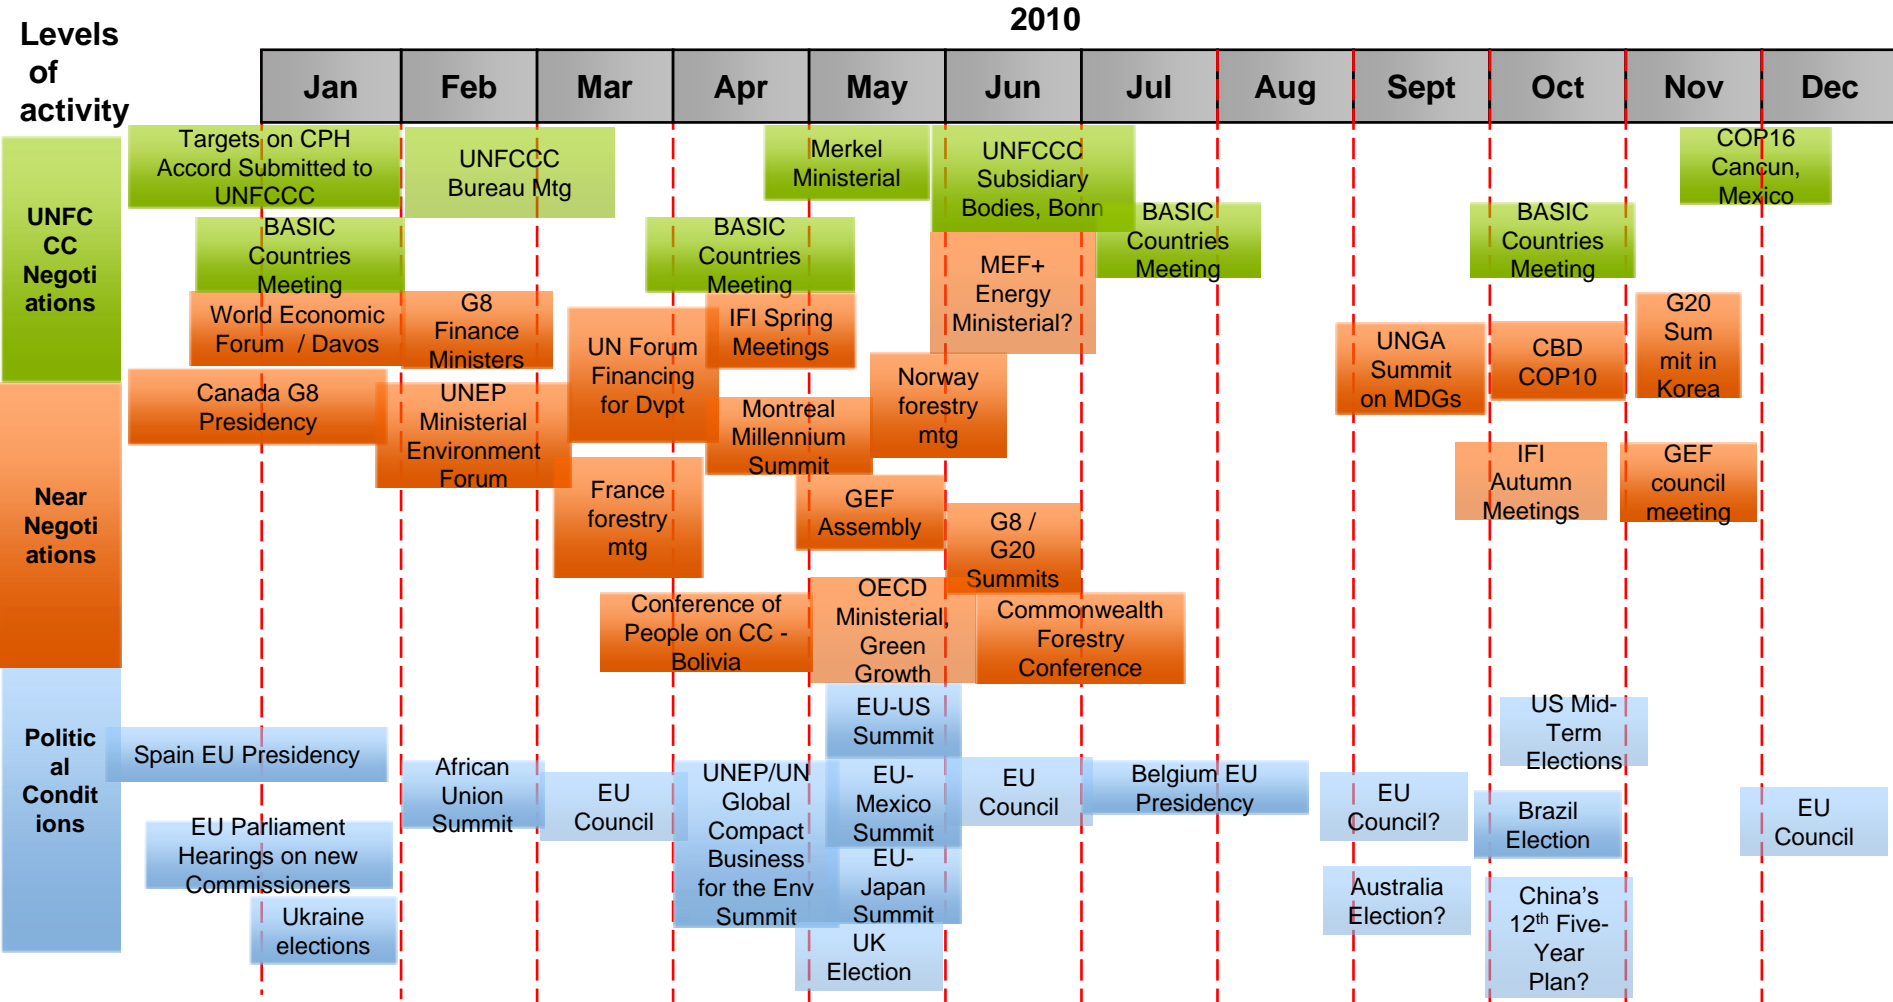 2010
Levels
of
activity
Jan
Feb
Mar
Apr
May
Jun
Jul
Aug
Sept
Oct
Nov
Dec
UNFC
CC
Negoti
ations
Targets on CPH
Accord Submitted to
UNFCCC
UNFCCC
Bureau Mtg
Merkel
Ministerial
UNFCCC
Subsidiary
Bodies, Bonn
COP16
Cancun,
Mexico
BASIC
Countries
Meeting
BASIC
Countries
Meeting
BASIC
Countries
Meeting
BASIC
Countries
Meeting
Near
Negoti
ations
World Economic
Forum / Davos
G8
Finance
Ministers
UN Forum
Financing
for Dvpt
IFI Spring
Meetings
MEF+
Energy
Ministerial?
UNGA
Summit
on MDGs
CBD
COP10
G20
Sum
mit in
Korea
Canada G8
Presidency
UNEP
Ministerial
Environment
Forum
Montreal
Millennium
Summit
Norway
forestry
mtg
France
forestry
mtg
GEF
Assembly
G8 /
G20
Summits
IFI
Autumn
Meetings
GEF
council
meeting
Conference of
People on CC -
Bolivia
OECD
Ministerial,
Green
Growth
Commonwealth
Forestry
Conference
Politic
al
Condit
ions
Spain EU Presidency
African
Union
Summit
EU
Council
UNEP/UN
Global
Compact
Business
for the Env
Summit
EU-US
Summit
EU-
Mexico
Summit
EU-
Japan
Summit
UK
Election
EU
Council
Belgium EU
Presidency
EU
Council?
US Mid-
Term
Elections
Brazil
Election
EU
Council
EU Parliament
Hearings on new
Commissioners
Ukraine
elections
Australia
Election?
China’s
12th Five-
Year
Plan?